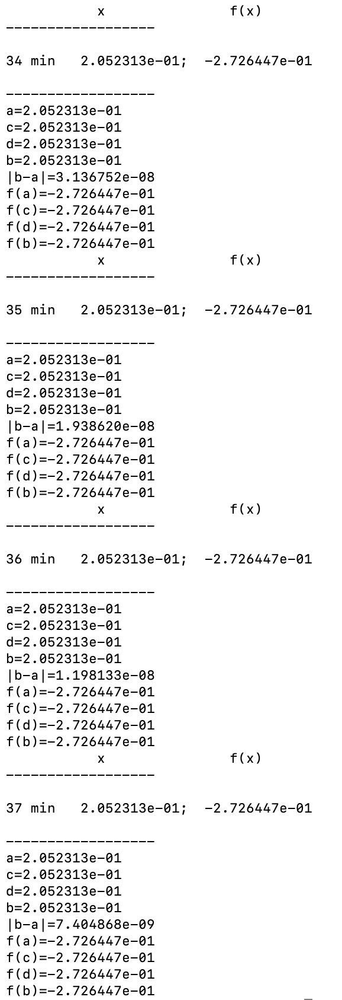 x f(x)
------------------
34 min 2.052313e-01; -2.726447e-01
------------------
a=2.052313e-01
c=2.052313e-01
d=2.052313e-01
b=2.052313e-01
|b-a|=3.136752e-08
f(a)=-2.726447e-01
f(c)=-2.726447e-01
f(d)=-2.726447e-01
f(b)=-2.726447e-01
x f(x)
------------------
35 min 2.052313e-01; -2.726447e-01
------------------
a=2.052313e-01
c=2.052313e-01
d=2.052313e-01
b=2.052313e-01
|b-a|=1.938620e-08
f(a)=-2.726447e-01
f(c)=-2.726447e-01
f(d)=-2.726447e-01
f(b)=-2.726447e-01
x f(x)
------------------
36 min 2.052313e-01; -2.726447e-01
------------------
a=2.052313e-01
c=2.052313e-01
d=2.052313e-01
b=2.052313e-01
|b-a|=1.198133e-08
f(a)=-2.726447e-01
f(c)=-2.726447e-01
f(d)=-2.726447e-01
f(b)=-2.726447e-01
x f(x)
------------------
37 min 2.052313e-01; -2.726447e-01
------------------
a=2.052313e-01
c=2.052313e-01
d=2.052313e-01
b=2.052313e-01
|b-a|=7.404868e-09
f(a)=-2.726447e-01
f(c)=-2.726447e-01
f(d)=-2.726447e-01
f(b)=-2.726447e-01